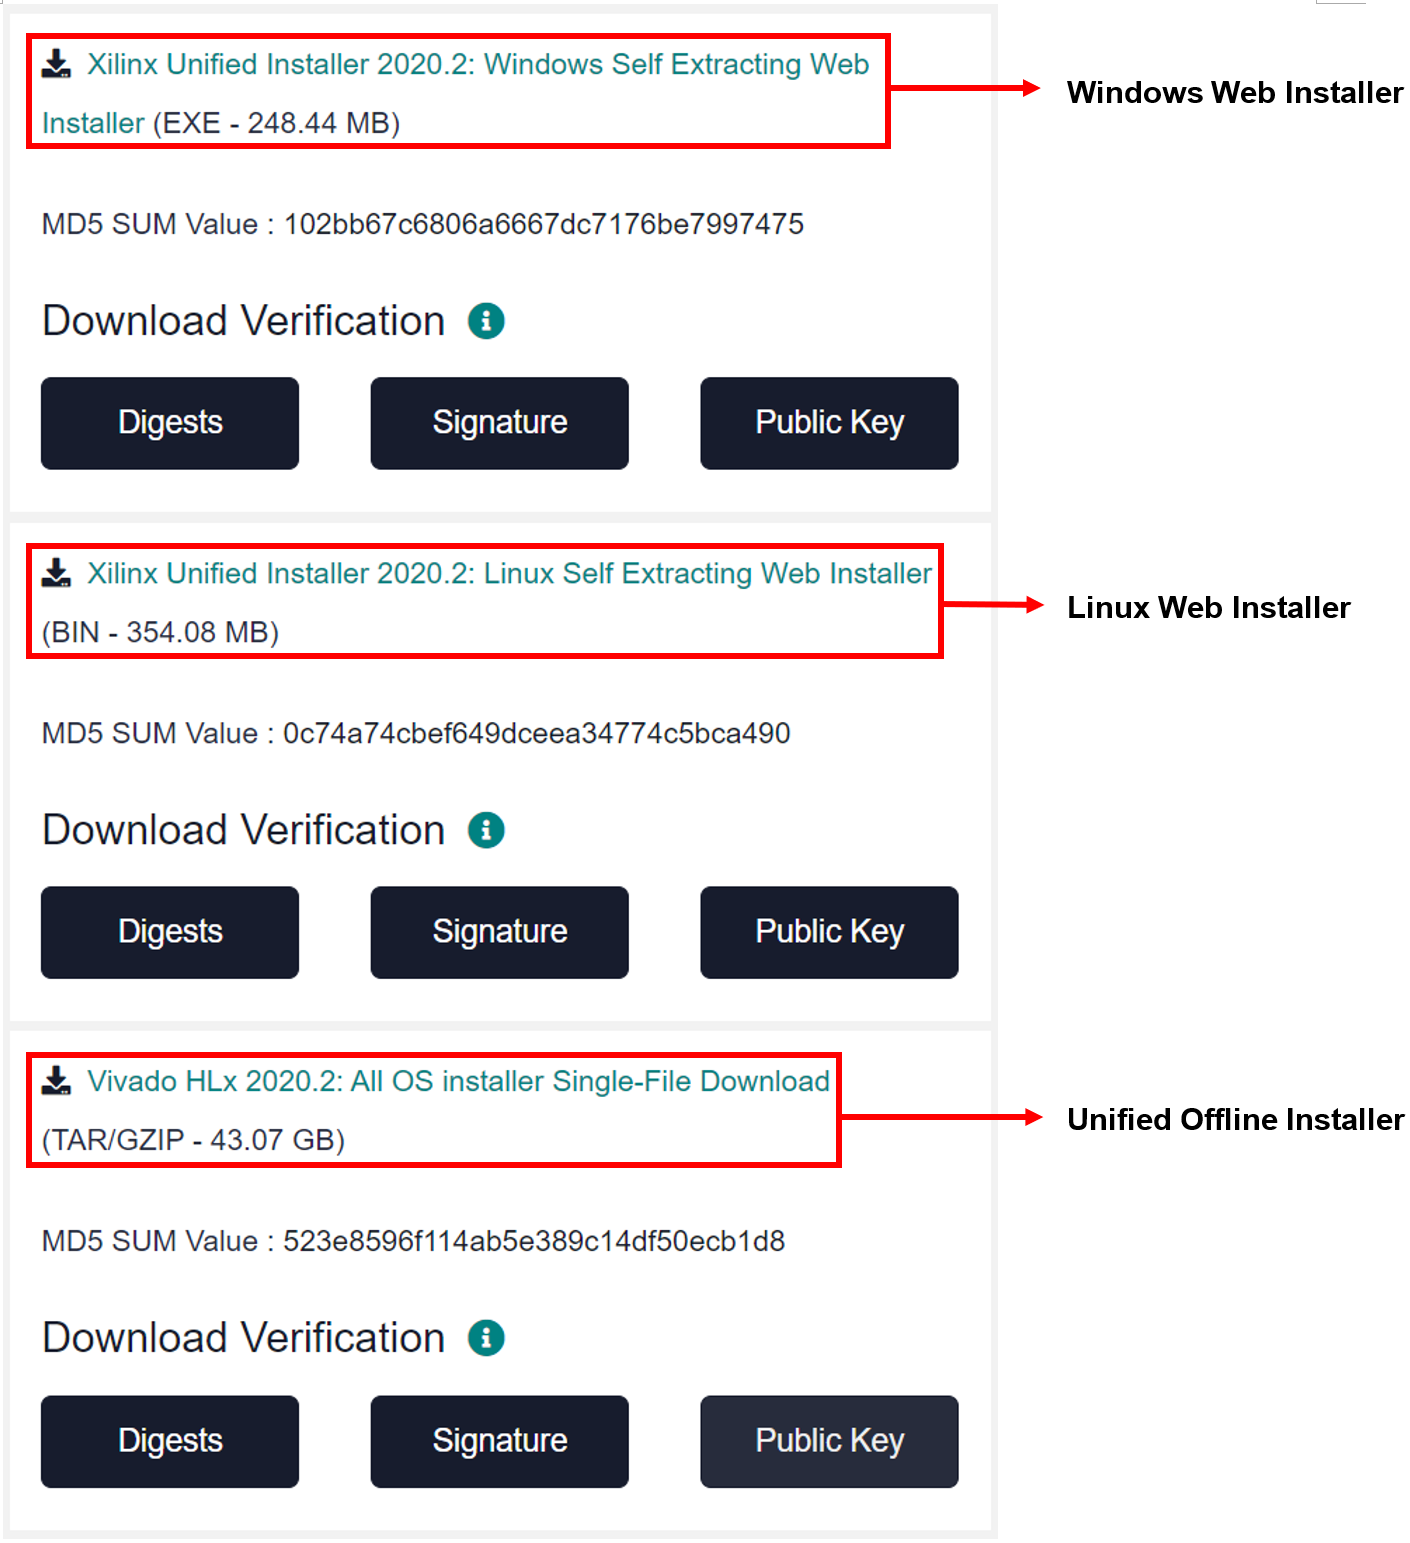 Xilinx Unified Installer 2020.2: Windows Self Extracting Web
Installer (EXE - 248.44 MB)
Windows Web Installer
MD5 SUM Value : 102bb67c6806a6667dc7176be7997475
Download Verification
Digests
Signature
Public Key
Xilinx Unified Installer 2020.2: Linux Self Extracting Web Installer
(BIN - 354.08 MB)
Linux Web Installer
MD5 SUM Value : 0c74a74cbef649dceea34774c5bca490
Download Verification
Digests
Signature
Public Key
Vivado HLx 2020.2: All OS installer Single-File Download
(TAR/GZIP - 43.07 GB)
Unified Offline Installer
MD5 SUM Value : 523e8596f114ab5e389c14df50ecb1d8
Download Verification
Digests
Signature
Public Key